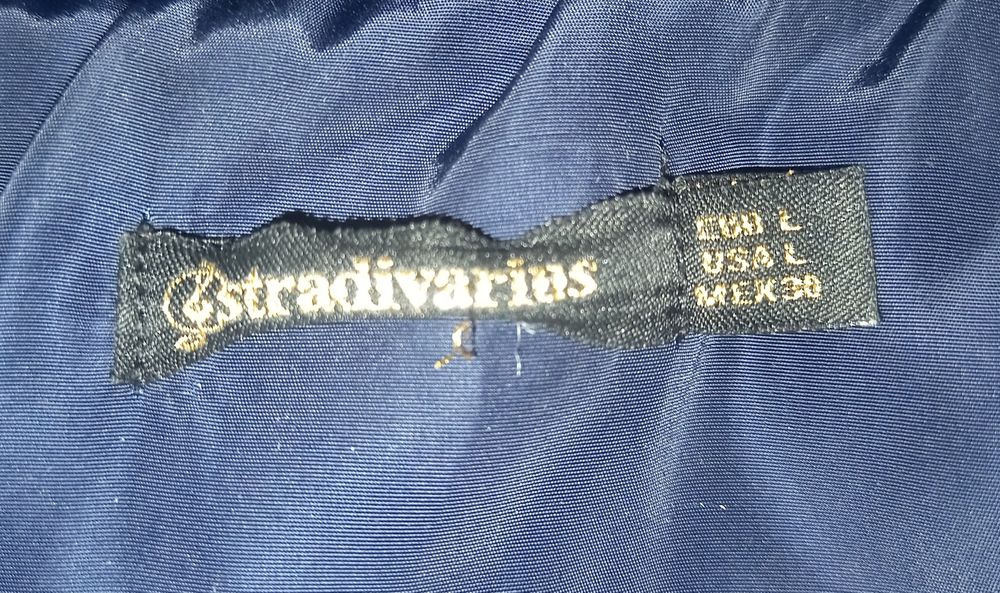 stradivarius
EUR L
USA L
MEX 30